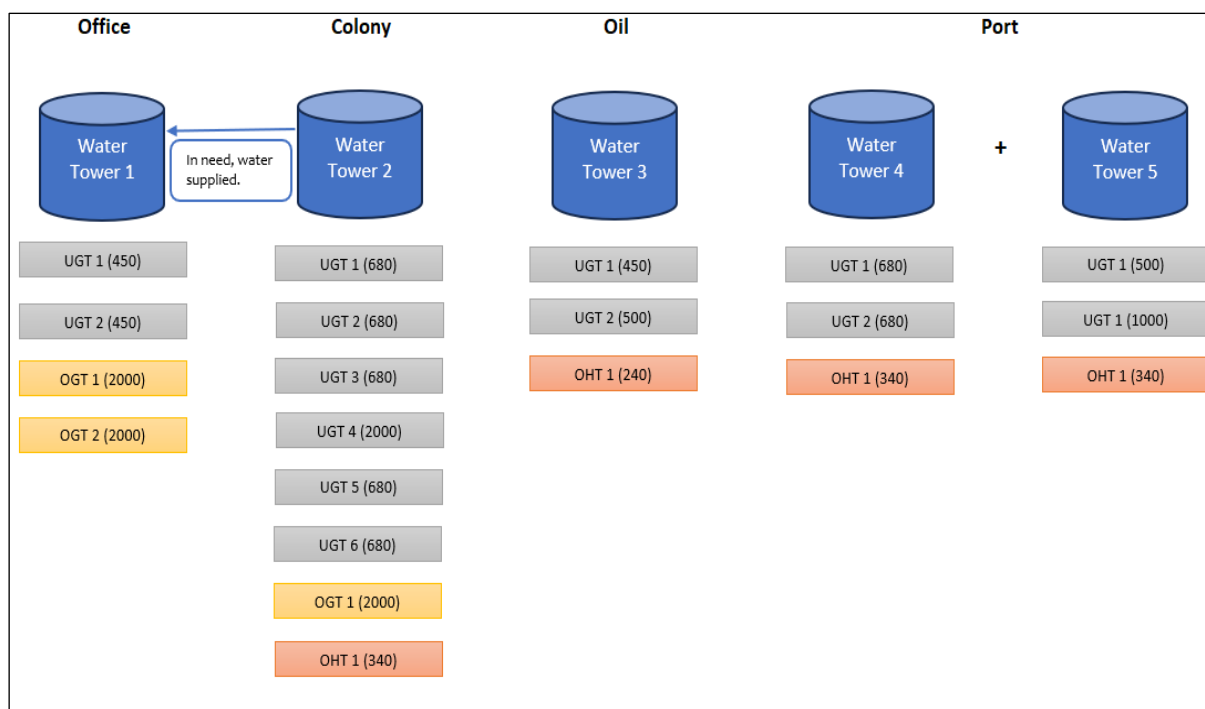 Office
Colony
Oil
Port
Water
Tower 1
In need, water
supplied.
Water
Tower 2
Water
Tower 3
Water
Tower 4
+
Water
Tower 5
UGT 1 (450)
UGT 2 (450)
OGT 1 (2000)
OGT 2 (2000)
UGT 1 (680)
UGT 2 (680)
UGT 3 (680)
UGT 4 (2000)
UGT 5 (680)
UGT 6 (680)
OGT 1 (2000)
OHT 1 (340)
UGT 1 (450)
UGT 2 (500)
OHT 1 (240)
UGT 1 (680)
UGT 2 (680)
OHT 1 (340)
UGT 1 (500)
UGT 1 (1000)
OHT 1 (340)